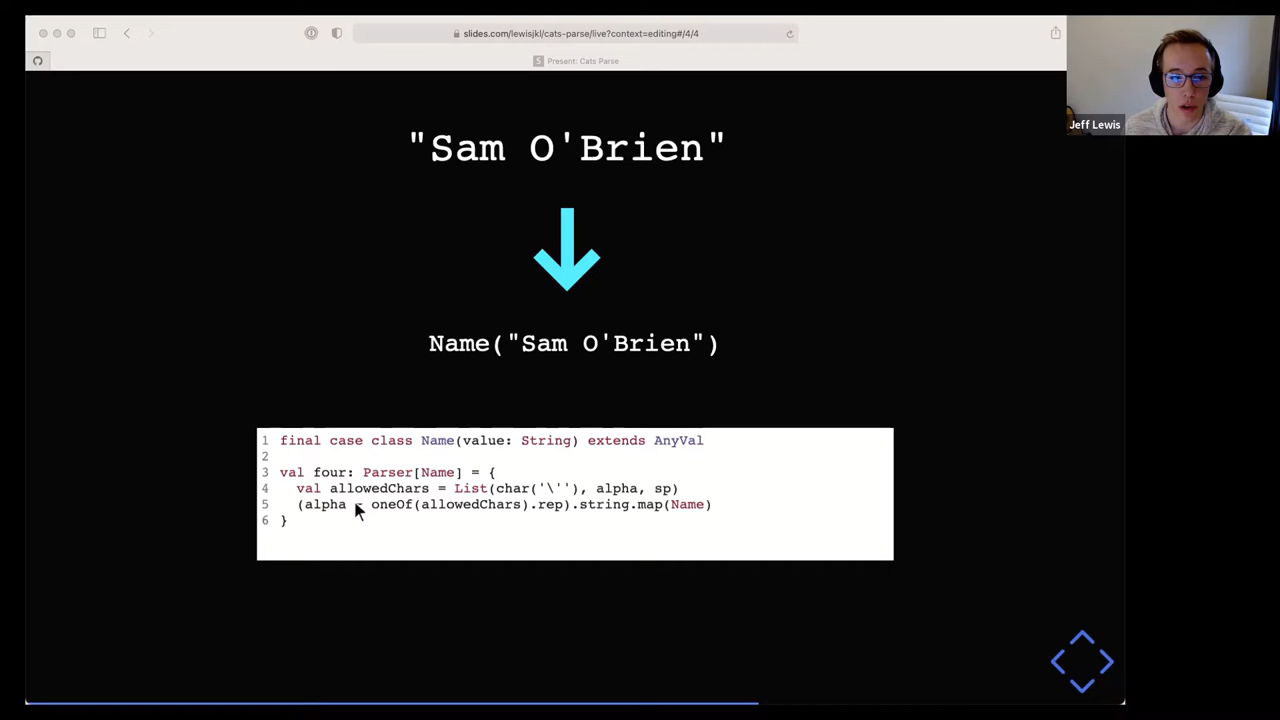 slides.com/lewisjkl/cats-parse/live?context=editing#/4/4
S Present: Cats Parse
Jeff Lewis
"Sam O'Brien"
Name("Sam O'Brien")
1 final case class Name(value: String) extends AnyVal
2
3 val four: Parser[Name] = {
4 val allowedChars = List(char('\''), alpha, sp)
5 (alpha oneOf(allowedChars).rep).string.map(Name)
6 }